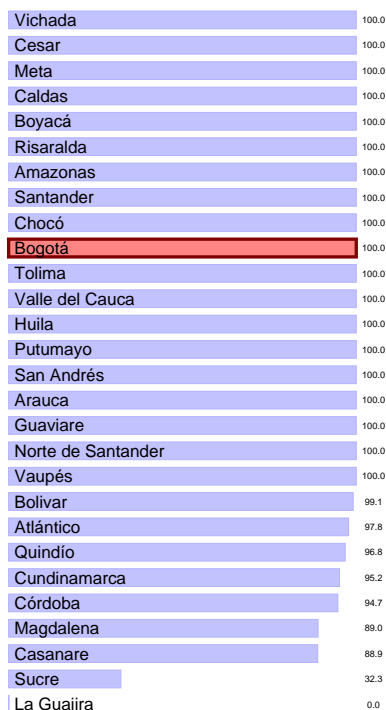 Vichada 100.0
Cesar 100.0
Meta 100.0
Caldas 100.0
Boyacá 100.0
Risaralda 100.0
Amazonas 100.0
Santander 100.0
Chocó 100.0
Bogotá 100.0
Tolima 100.0
Valle del Cauca 100.0
Huila 100.0
Putumayo 100.0
San Andrés 100.0
Arauca 100.0
Guaviare 100.0
Norte de Santander 100.0
Vaupés 100.0
Bolivar 99.1
Atlántico 97.8
Quindío 96.8
Cundinamarca 95.2
Córdoba 94.7
Magdalena 89.0
Casanare 88.9
Sucre 32.3
La Guajira 0.0